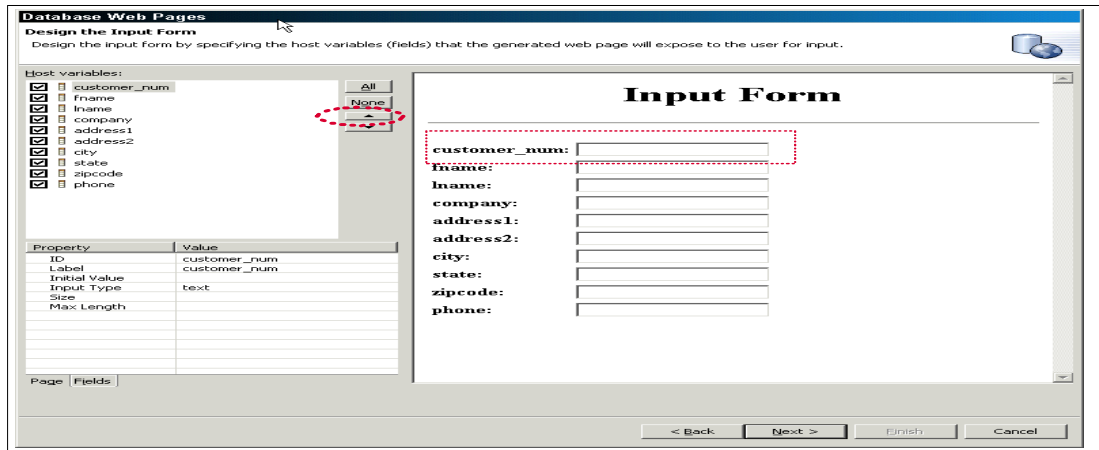 Database Web Pages
Design the Input Form
Design the input form by specifying the host variables (fields) that the generated web page will expose to the user for input.
Host variables:
customer_num
fname
lname
company
address1
address2
city
state
zipcode
phone
All
None
Property Value
ID customer_num
Label customer_num
Initial Value
Input Type text
Size
Max Length
Page Fields
Input Form
customer_num:
fname:
lname:
company:
address1:
address2:
city:
state:
zipcode:
phone:
< Back Next > Finish Cancel